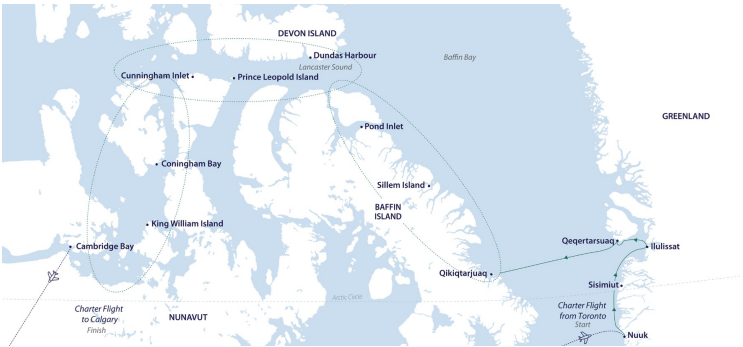 DEVON ISLAND
Dundas Harbour
Baffin Bay
Lancaster Sound
Cunningham Inlet
Prince Leopold Island
GREENLAND
Pond Inlet
Coningham Bay
Sillem Island
BAFFIN
ISLAND
King William Island
Cambridge Bay
Qeqertarsuaq
Ilulissat
Qikiqtarjuaq
Sisimiut
Arctic Circle
Charter Flight
to Calgary
Finish
NUNAVUT
Charter Flight
from Toronto
Start
Nuuk